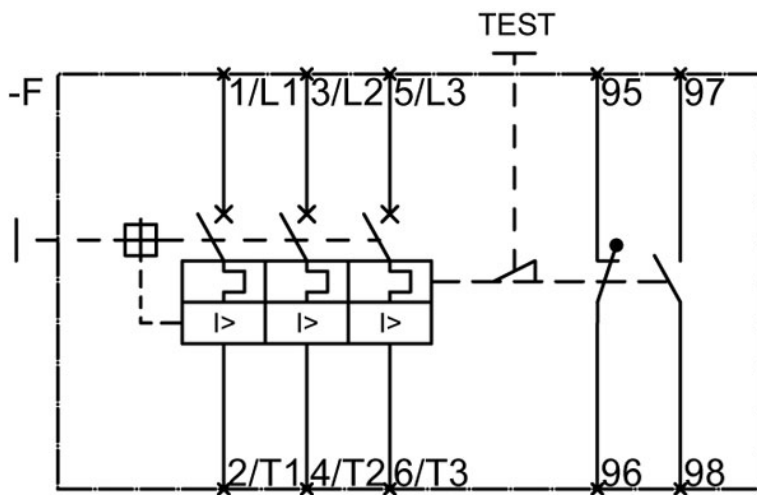 TEST
-F
1/L1 3/L2 5/L3 95 97
I> I> I>
2/T1 4/T2 6/T3 96 98